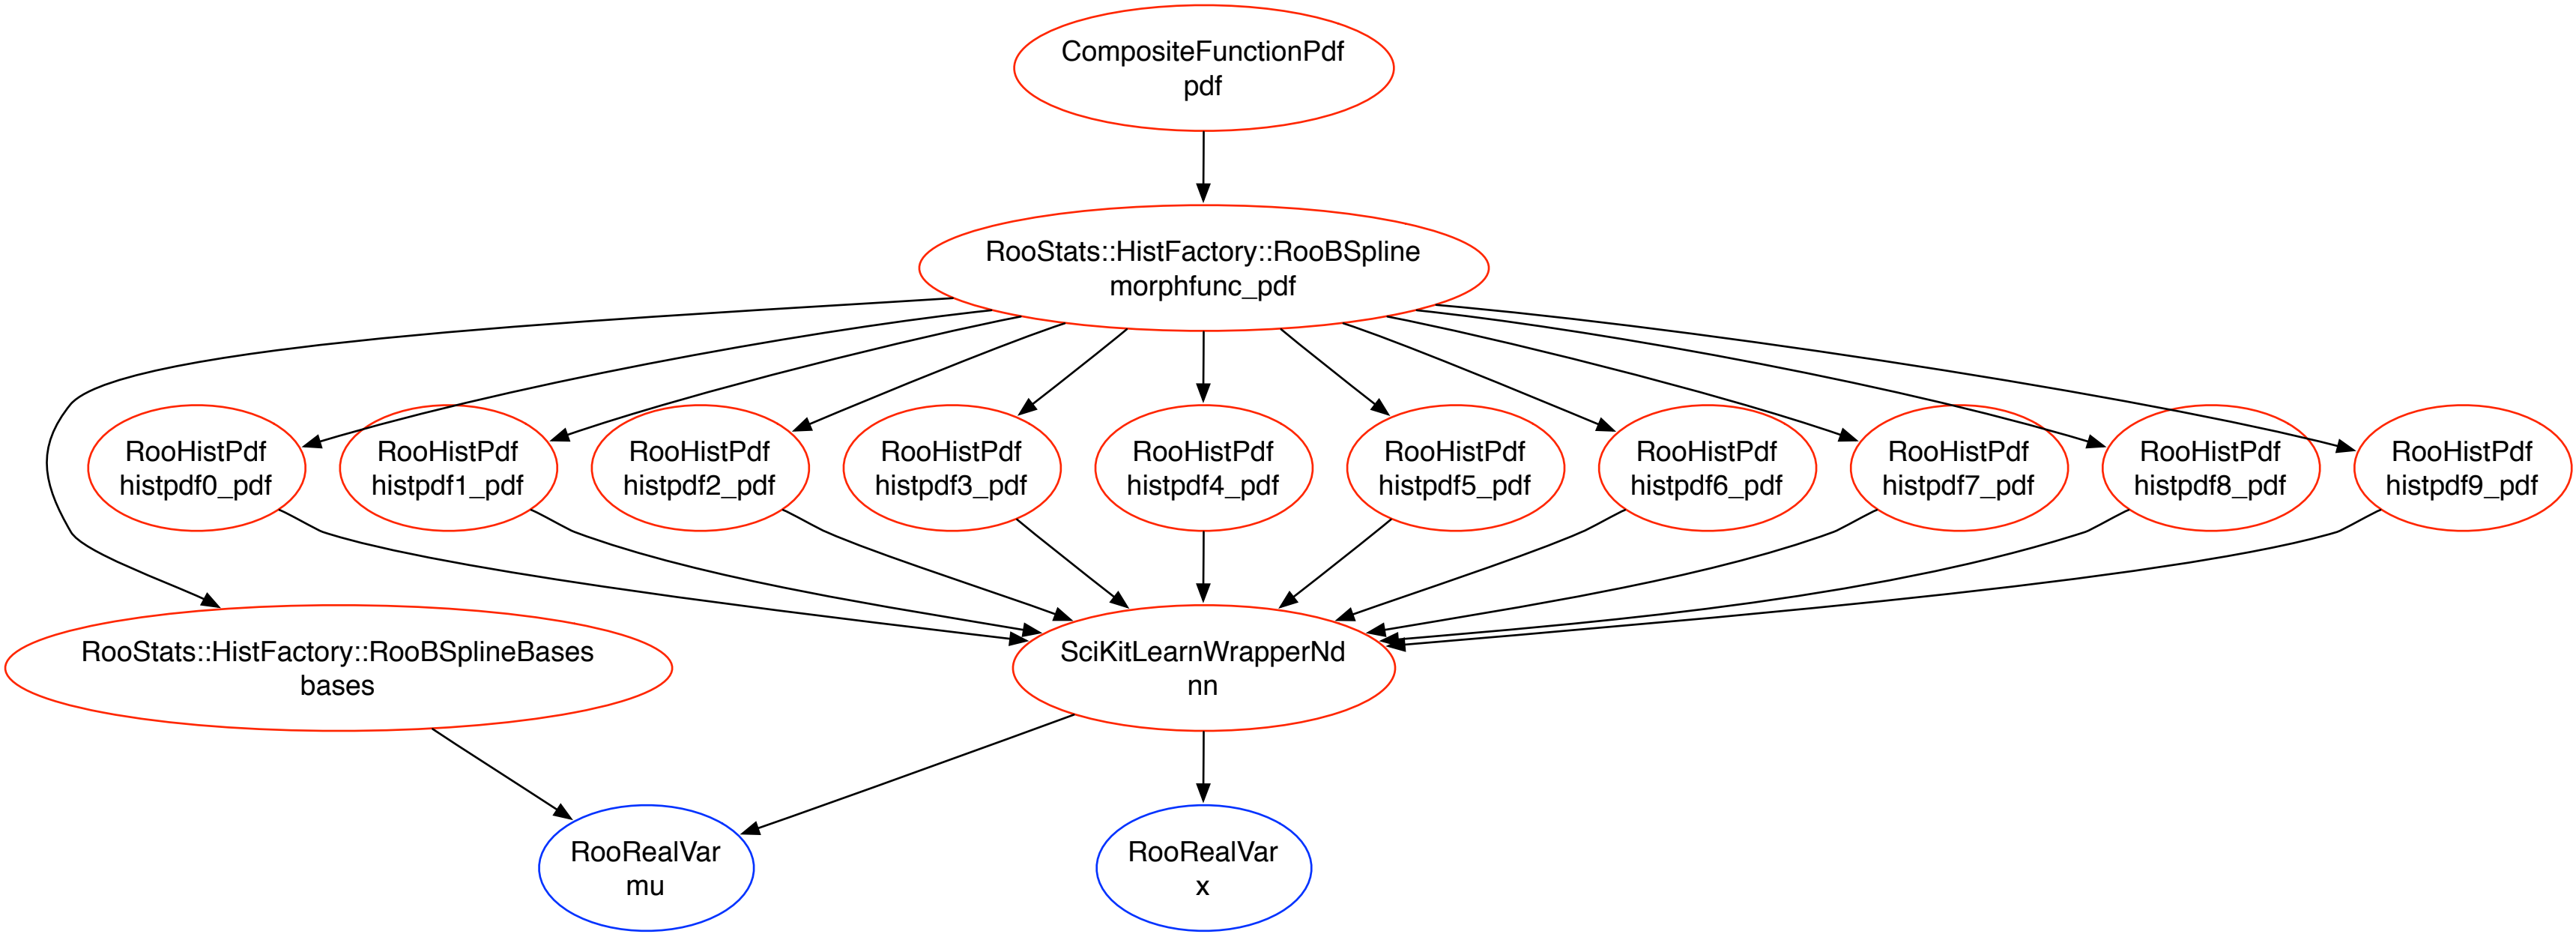 CompositeFunctionPdf
pdf
RooStats::HistFactory::RooBSpline
morphfunc_pdf
RooHistPdf
histpdf0_pdf
RooHistPdf
histpdf1_pdf
RooHistPdf
histpdf2_pdf
RooHistPdf
histpdf3_pdf
RooHistPdf
histpdf4_pdf
RooHistPdf
histpdf5_pdf
RooHistPdf
histpdf6_pdf
RooHistPdf
histpdf7_pdf
RooHistPdf
histpdf8_pdf
RooHistPdf
histpdf9_pdf
RooStats::HistFactory::RooBSplineBases
bases
SciKitLearnWrapperNd
nn
RooRealVar
mu
RooRealVar
x